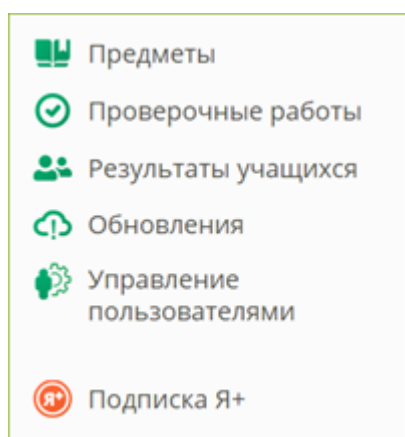 Предметы
Проверочные работы
Результаты учащихся
Обновления
Управление
пользователями
Я+ Подписка Я+